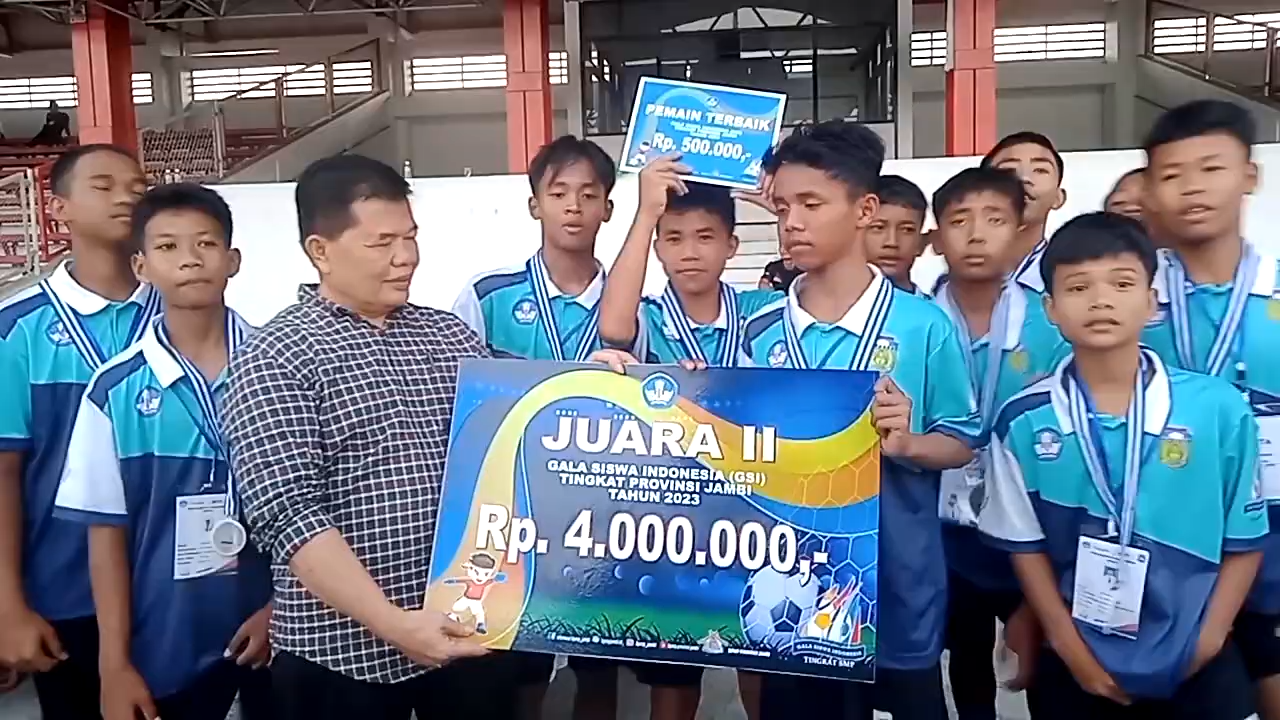 PEMAIN TERBAIK
Rp. 500.000,-
JUARA II
GALA SISWA INDONESIA (GSI)
TINGKAT PROVINSI JAMBI
TAHUN 2023
Rp. 4.000.000,-
GALA SISWA INDONESIA
TINGKAT SMP